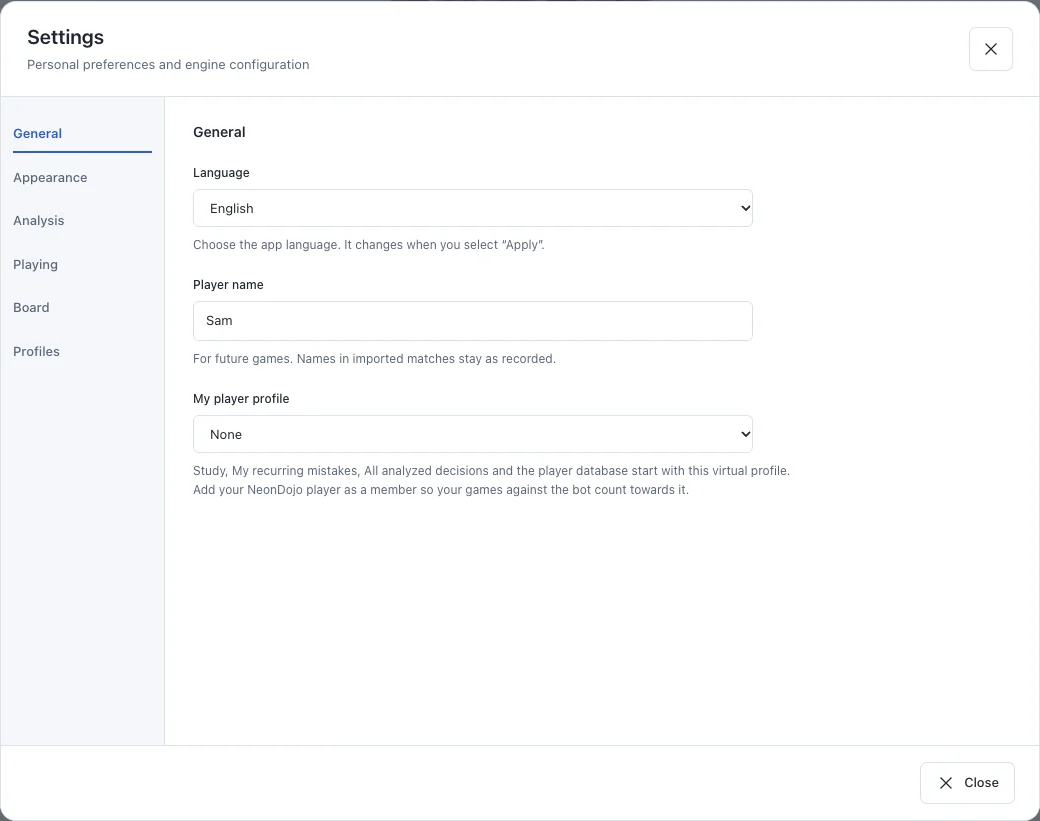 Settings
Personal preferences and engine configuration
General
Appearance
Analysis
Playing
Board
Profiles
General
Language
English
Choose the app language. It changes when you select “Apply”.
Player name
Sam
For future games. Names in imported matches stay as recorded.
My player profile
None
Study, My recurring mistakes, All analyzed decisions and the player database start with this virtual profile.
Add your NeonDojo player as a member so your games against the bot count towards it.
Close